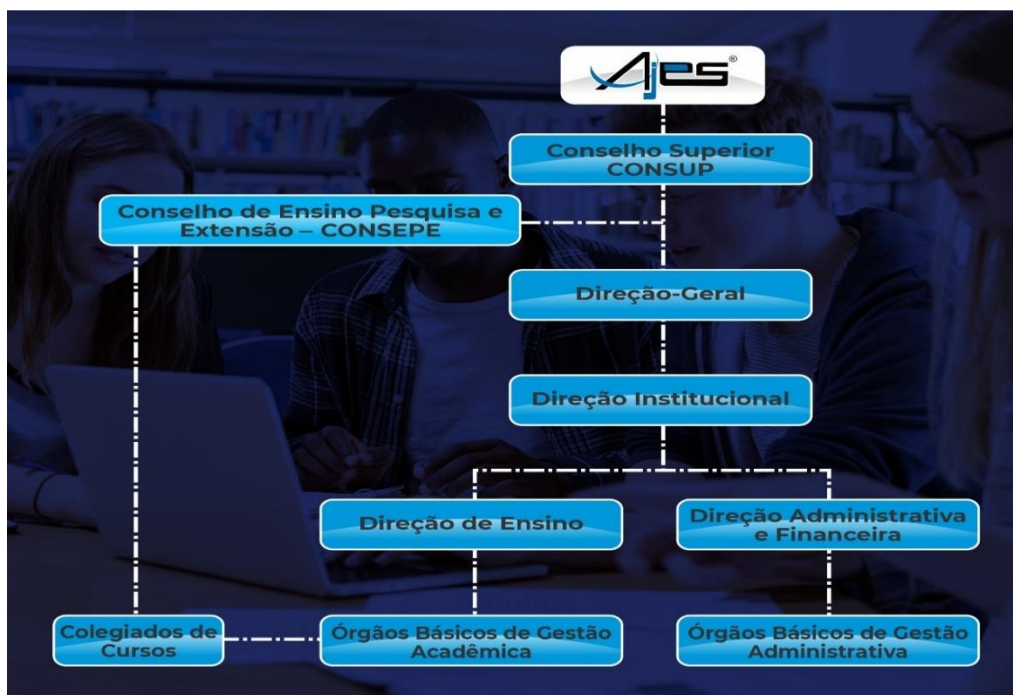 Ajes®
Conselho Superior
CONSUP
Conselho de Ensino Pesquisa e
Extensão – CONSEPE
Direção-Geral
Direção Institucional
Direção de Ensino
Direção Administrativa
e Financeira
Colegiados de
Cursos
Órgãos Básicos de Gestão
Acadêmica
Órgãos Básicos de Gestão
Administrativa